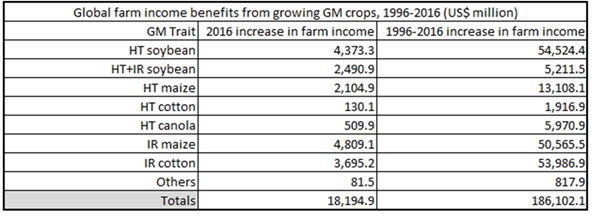 Global farm income benefits from growing GM crops, 1996-2016 (US$ million)
GM Trait 2016 increase in farm income 1996-2016 increase in farm income
HT soybean 4,373.3 54,524.4
HT+IR soybean 2,490.9 5,211.5
HT maize 2,104.9 13,108.1
HT cotton 130.1 1,916.9
HT canola 509.9 5,970.9
IR maize 4,809.1 50,565.5
IR cotton 3,695.2 53,986.9
Others 81.5 817.9
Totals 18,194.9 186,102.1